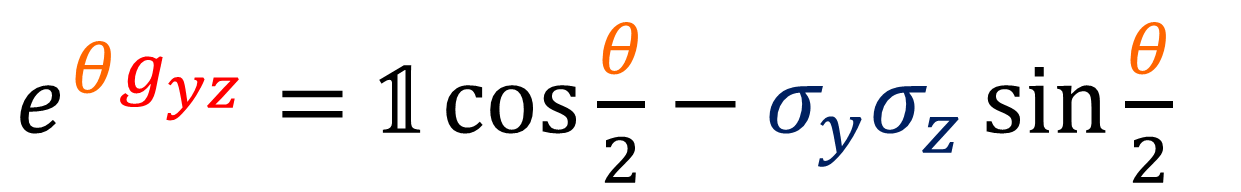 e^{θ g_{yz}} = 𝟙 cos θ/2 − σ_y σ_z sin θ/2